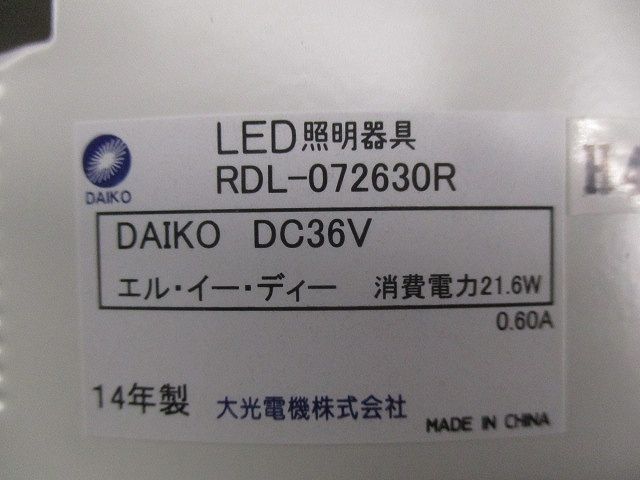 LED照明器具
RDL-072630R
DAIKO
DAIKO DC36V
エル・イー・ディー 消費電力21.6W
0.60A
14年製 大光電機株式会社
MADE IN CHINA